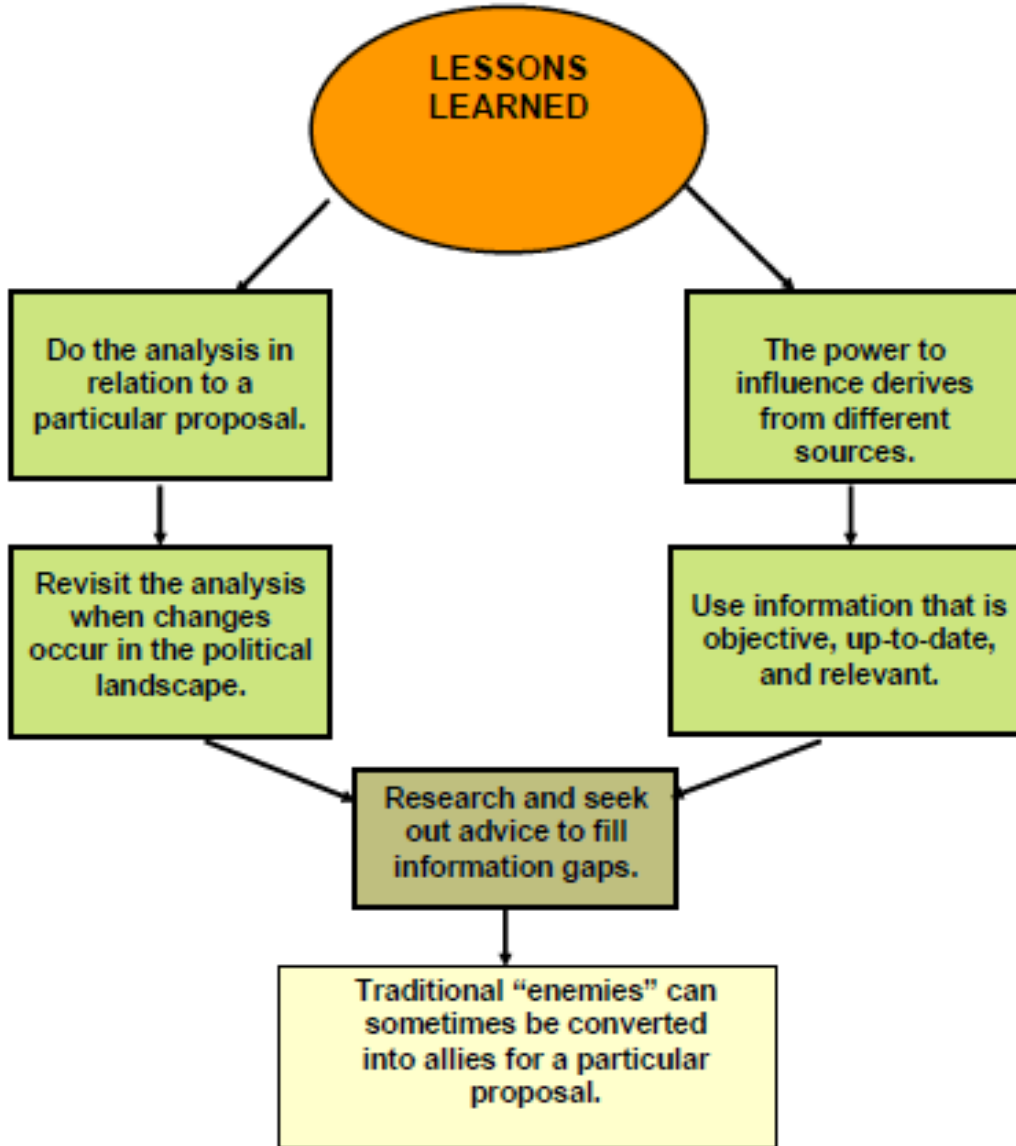 LESSONS
LEARNED
Do the analysis in
relation to a
particular proposal.
The power to
influence derives
from different
sources.
Revisit the analysis
when changes
occur in the political
landscape.
Use information that is
objective, up-to-date,
and relevant.
Research and seek
out advice to fill
information gaps.
Traditional “enemies” can
sometimes be converted
into allies for a particular
proposal.